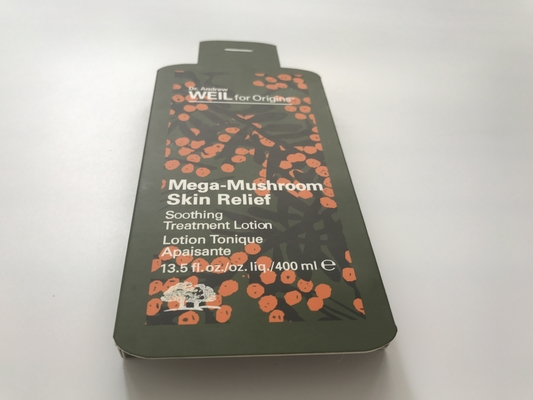 Dr. Andrew
WEIL for Origins
Mega-Mushroom
Skin Relief
Soothing
Treatment Lotion
Lotion Tonique
Apaisante
13.5 fl.oz./oz. liq./400 ml ℮